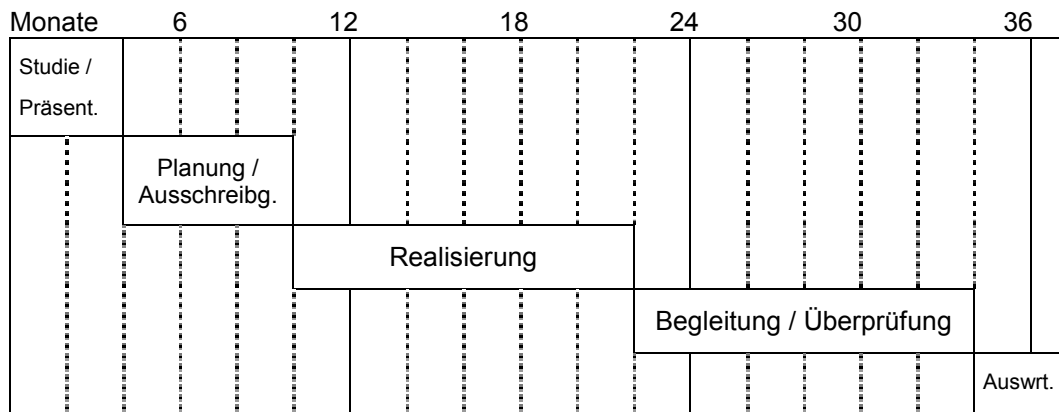 Monate 6 12 18 24 30 36
Studie /
Präsent.
Planung /
Ausschreibg.
Realisierung
Begleitung / Überprüfung
Auswrt.